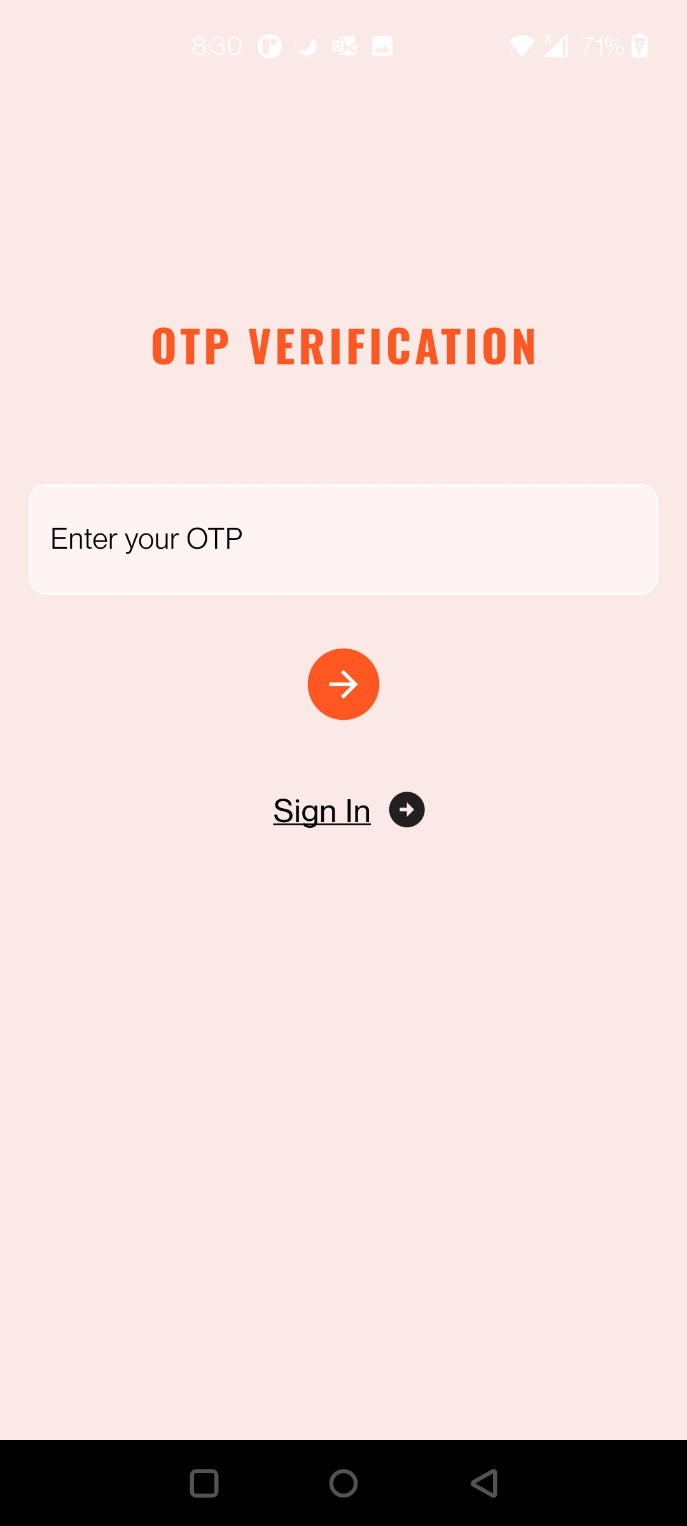 8:30 71%
OTP VERIFICATION
Enter your OTP
Sign In